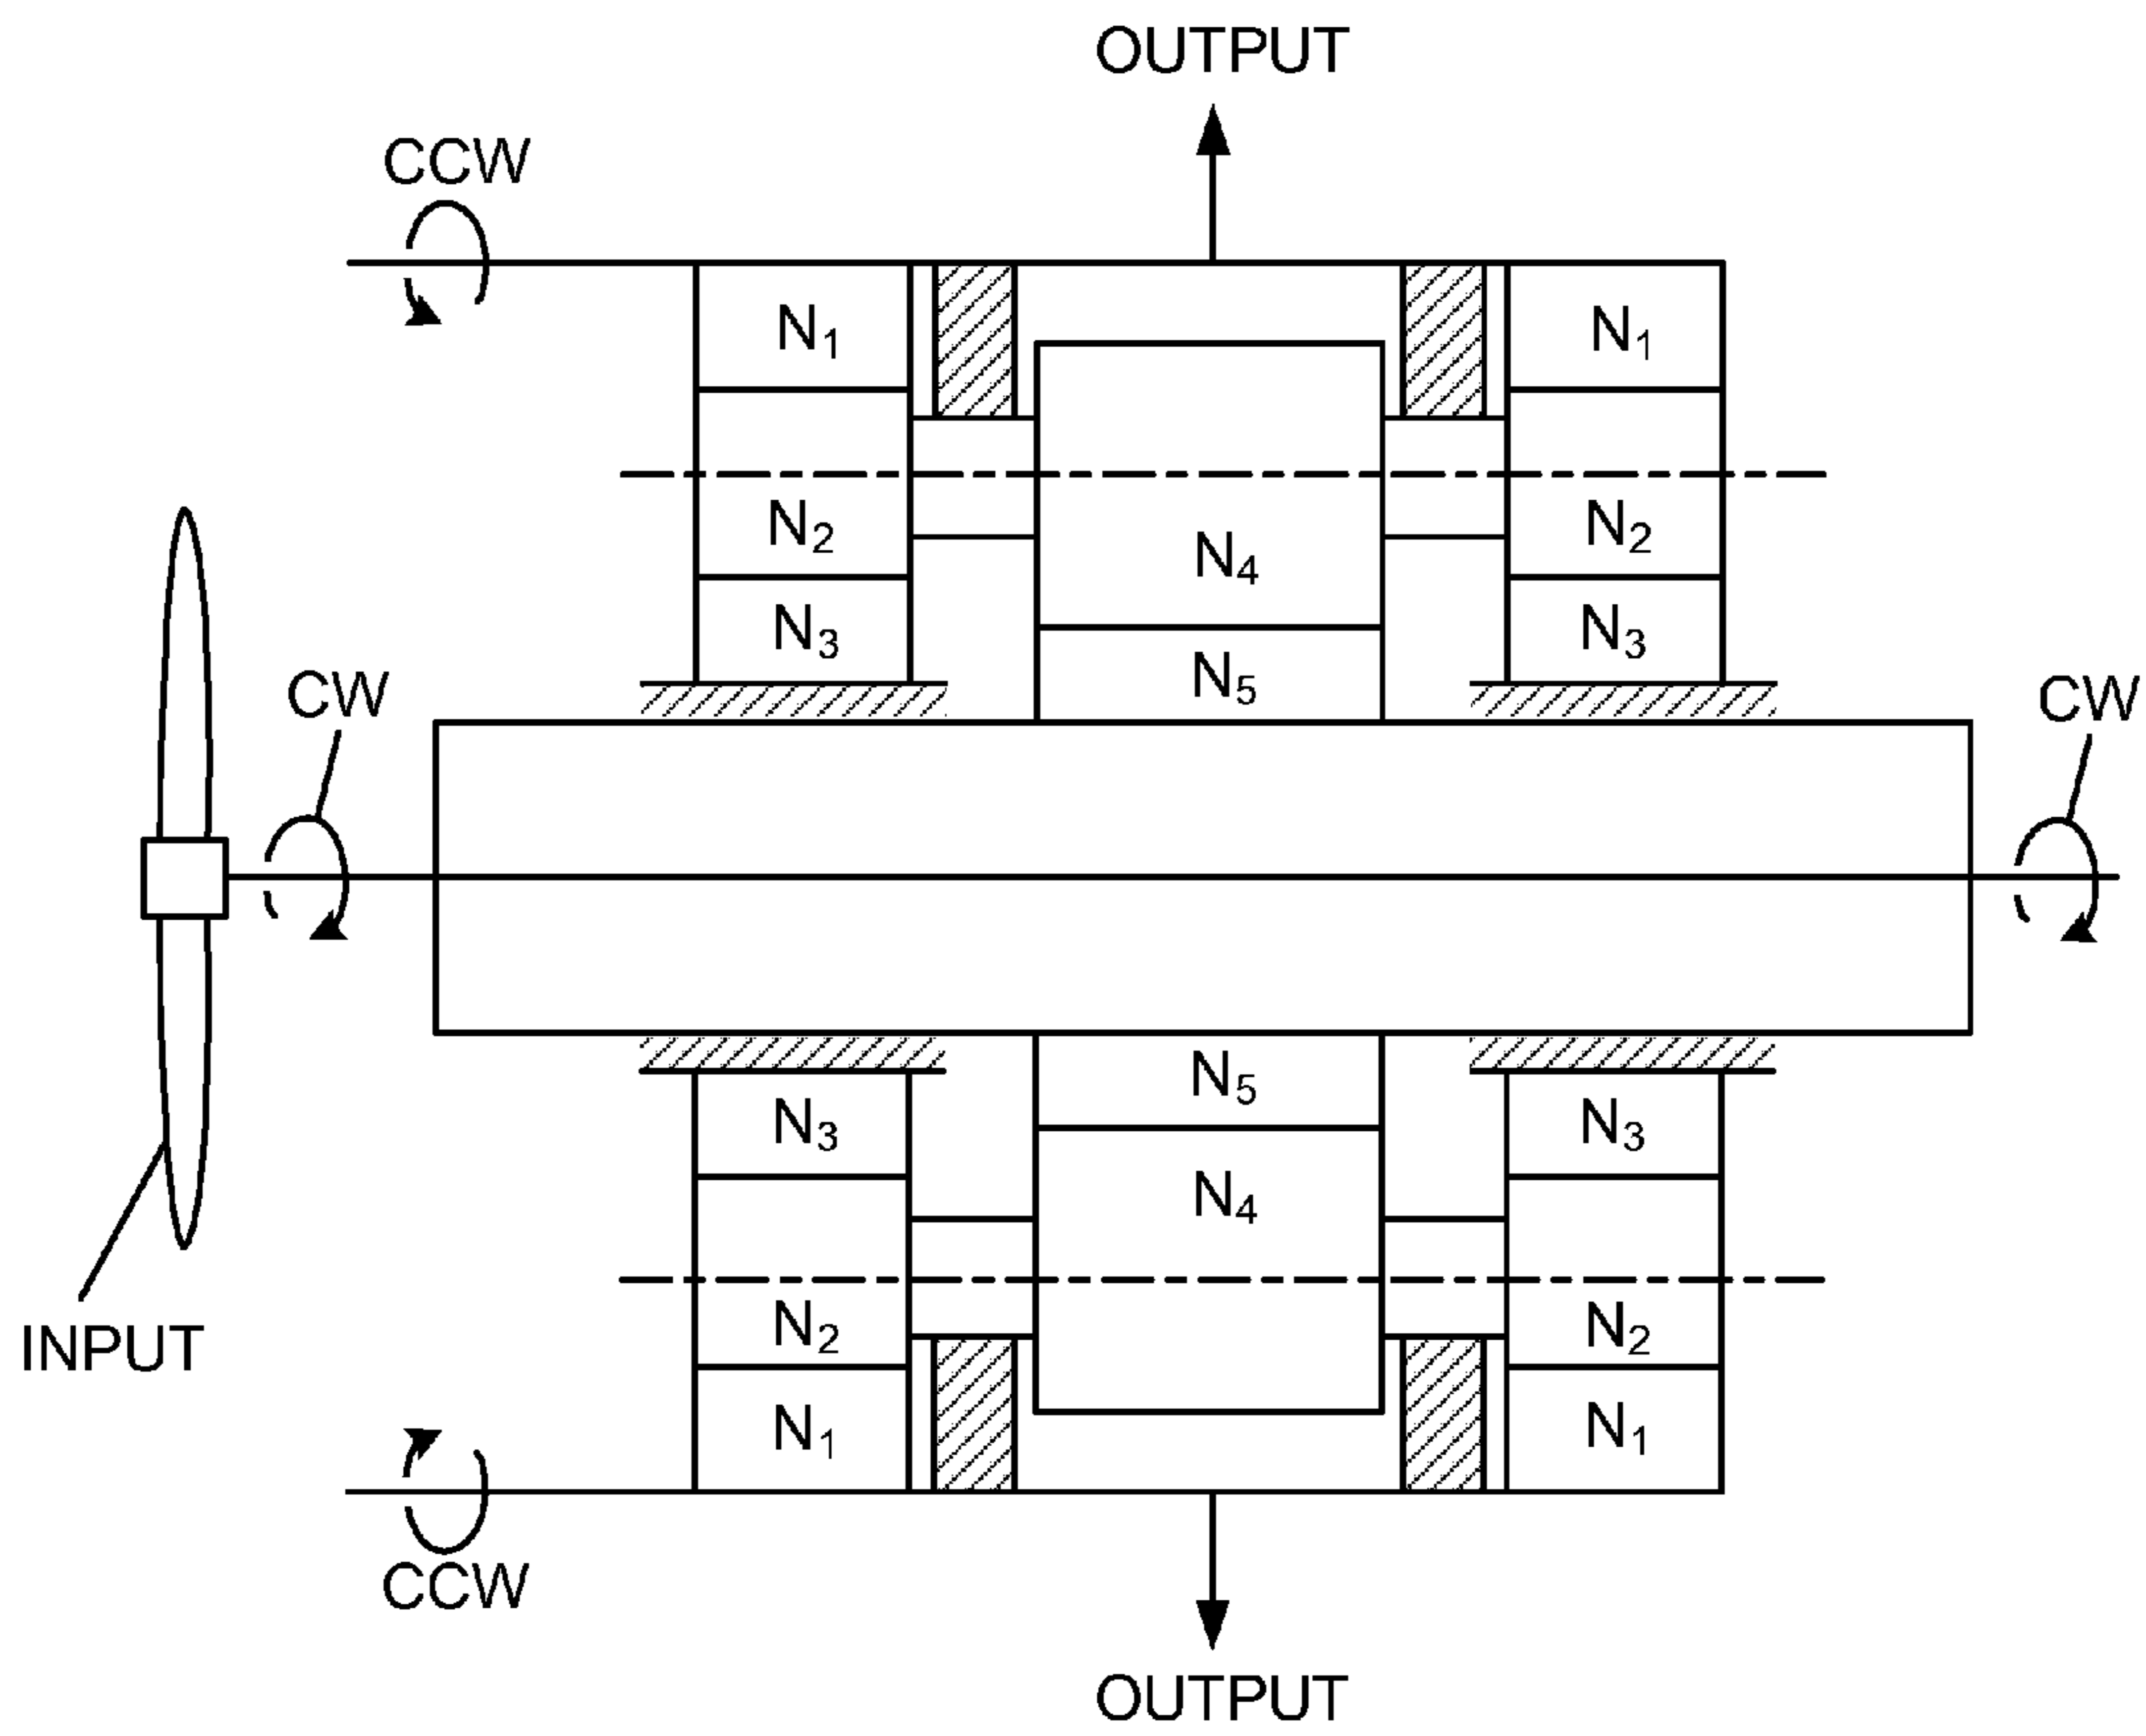 OUTPUT
CCW
N1 N1
N2 N4 N2
N3 N5 N3
CW CW
N5
N3 N3
N4
N2 N2
INPUT
N1 N1
CCW
OUTPUT